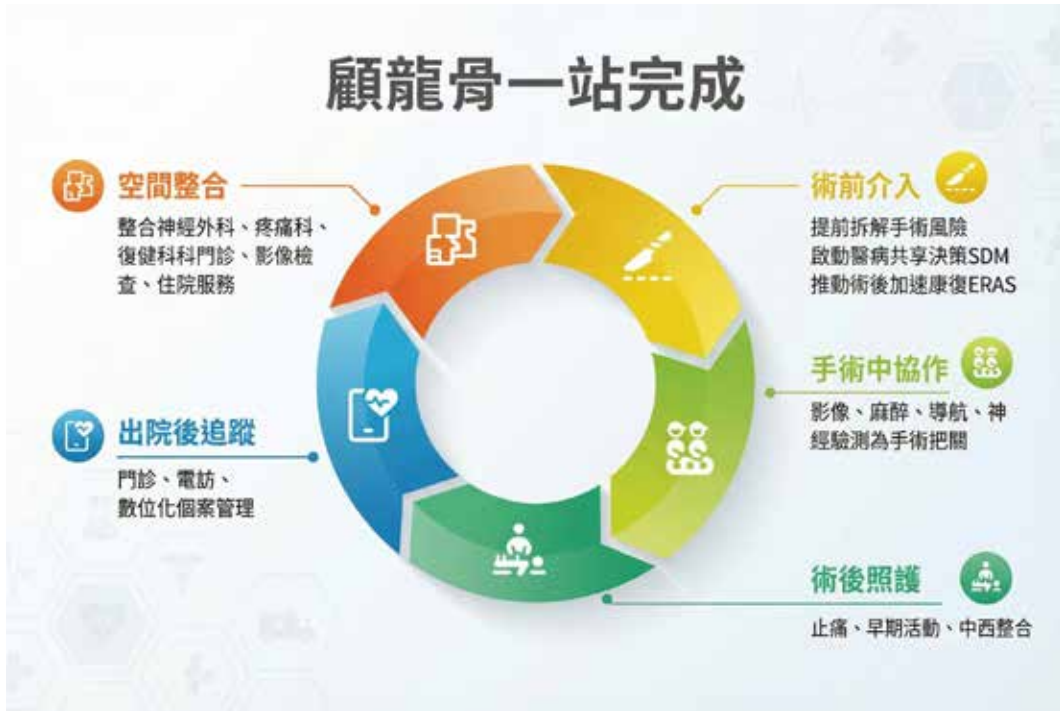 顧龍骨一站完成
空間整合
整合神經外科、疼痛科、
復健科科門診、影像檢
查、住院服務
術前介入
提前拆解手術風險
啟動醫病共享決策SDM
推動術後加速康復ERAS
手術中協作
影像、麻醉、導航、神
經驗測為手術把關
出院後追蹤
門診、電訪、
數位化個案管理
術後照護
止痛、早期活動、中西整合